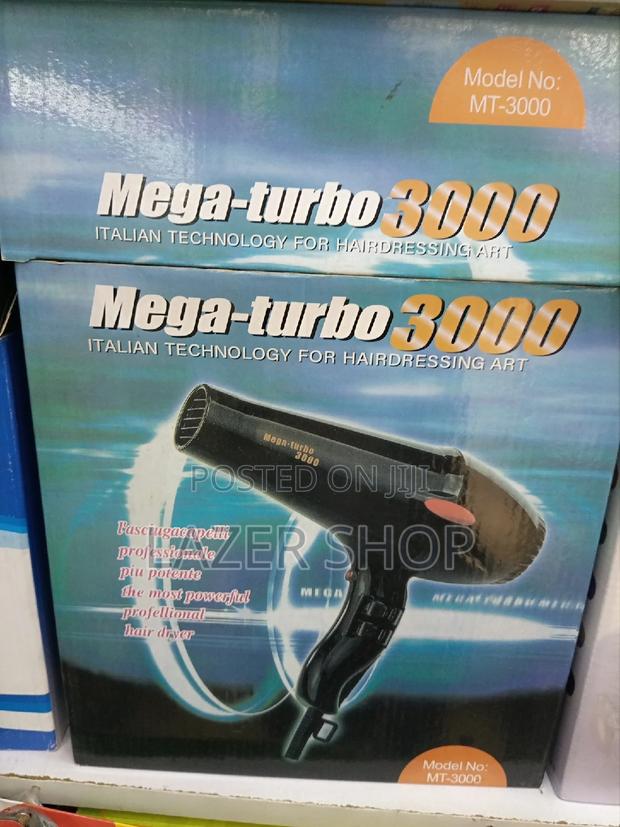 Model No:
MT-3000
Mega-turbo 3000
ITALIAN TECHNOLOGY FOR HAIRDRESSING ART
Mega-turbo 3000
ITALIAN TECHNOLOGY FOR HAIRDRESSING ART
Mega-turbo
3000
POSTED ON JIJI
LAZER SHOP
Fasciugacapelli
professionale
piu potente
the most powerful
profellional
hair dryer
MEGA
Model No:
MT-3000